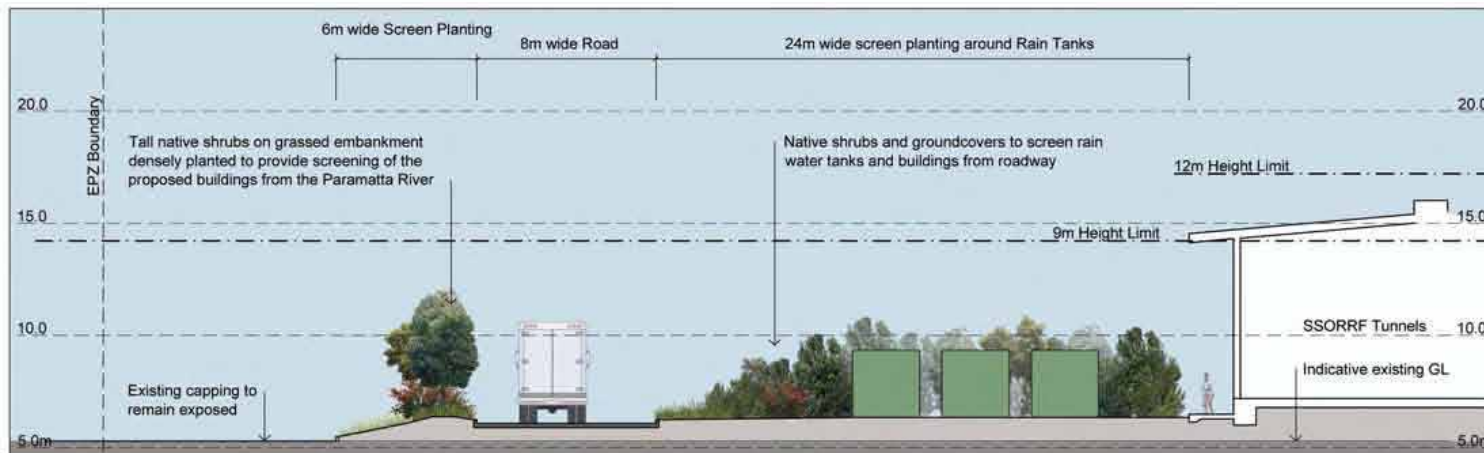 6m wide Screen Planting
8m wide Road
24m wide screen planting around Rain Tanks
EPZ Boundary
20.0
20.0
Tall native shrubs on grassed embankment
densely planted to provide screening of the
proposed buildings from the Paramatta River
Native shrubs and groundcovers to screen rain
water tanks and buildings from roadway
12m Height Limit
15.0
15.0
9m Height Limit
10.0
SSORRF Tunnels
10.0
Existing capping to
remain exposed
Indicative existing GL
5.0m
5.0m